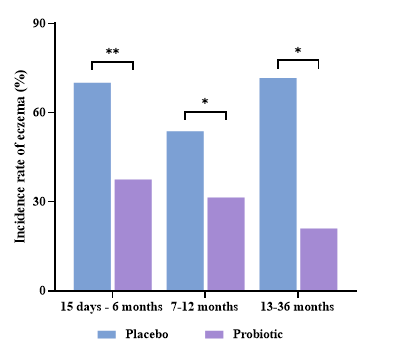 Incidence rate of eczema (%)
90
60
30
0
**
*
*
15 days - 6 months 7-12 months 13-36 months
Placebo Probiotic